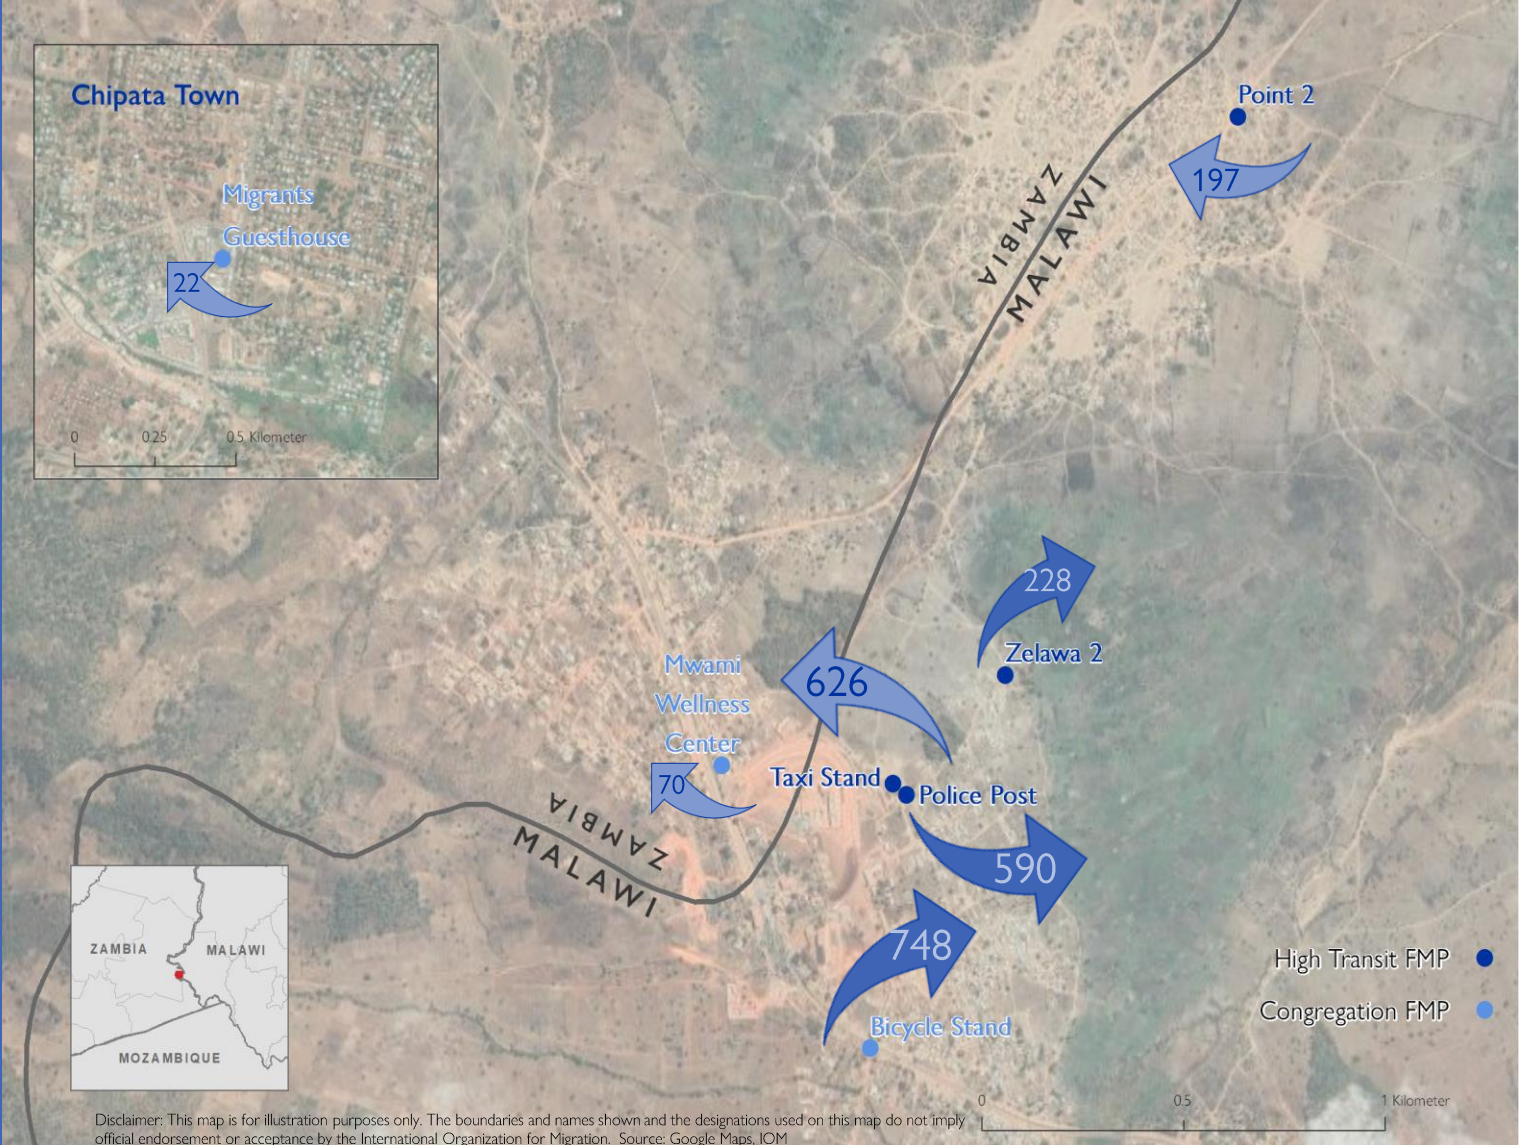 Chipata Town
Migrants
Guesthouse
22
0 0.25 0.5 Kilometer
Point 2
197
ZAMBIA
MALAWI
228
Zelawa 2
626
Mwami
Wellness
Center
70
Taxi Stand
Police Post
590
ZAMBIA
MALAWI
748
Bicycle Stand
ZAMBIA
MALAWI
MOZAMBIQUE
High Transit FMP
Congregation FMP
0 0.5 1 Kilometer
Disclaimer: This map is for illustration purposes only. The boundaries and names shown and the designations used on this map do not imply
official endorsement or acceptance by the International Organization for Migration. Source: Google Maps, IOM